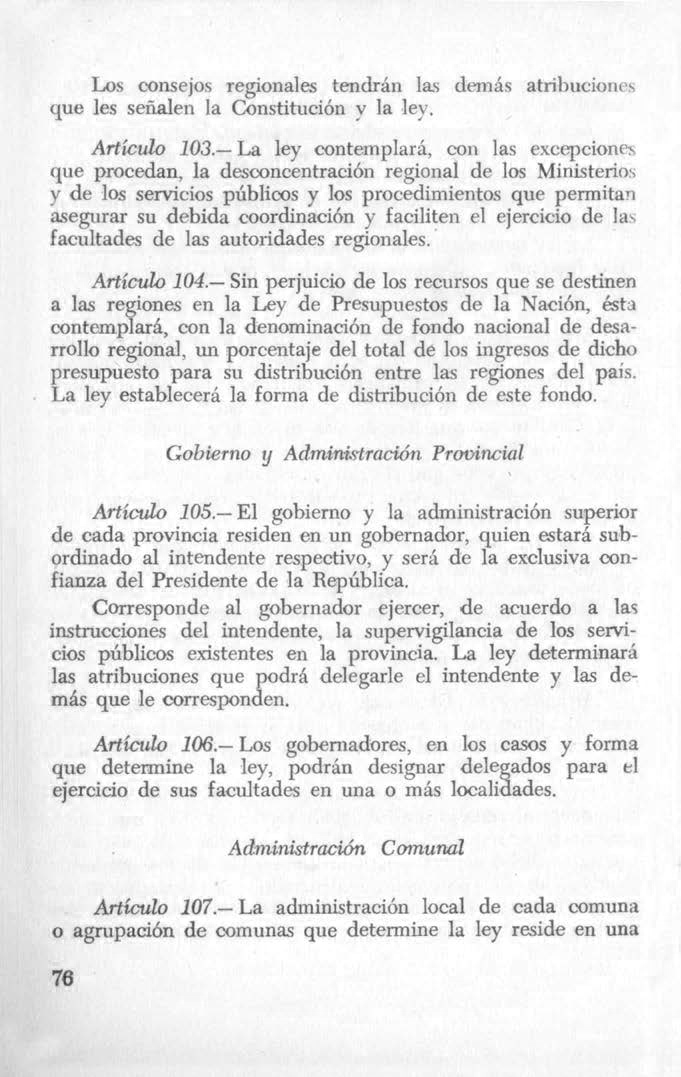 Los consejos regionales tendrán las demás atribuciones
que les señalen la Constitución y la ley.
Artículo 103.— La ley contemplará, con las excepciones
que procedan, la desconcentración regional de los Ministerios
y de los servicios públicos y los procedimientos que permitan
asegurar su debida coordinación y faciliten el ejercicio de las
facultades de las autoridades regionales.
Artículo 104.— Sin perjuicio de los recursos que se destinen
a las regiones en la Ley de Presupuestos de la Nación, ésta
contemplará, con la denominación de fondo nacional de desa-
rrollo regional, un porcentaje del total de los ingresos de dicho
presupuesto para su distribución entre las regiones del país.
La ley establecerá la forma de distribución de este fondo.
Gobierno y Administración Provincial
Artículo 105.— El gobierno y la administración superior
de cada provincia residen en un gobernador, quien estará sub-
ordinado al intendente respectivo, y será de la exclusiva con-
fianza del Presidente de la República.
Corresponde al gobernador ejercer, de acuerdo a las
instrucciones del intendente, la supervigilancia de los servi-
cios públicos existentes en la provincia. La ley determinará
las atribuciones que podrá delegarle el intendente y las de-
más que le corresponden.
Artículo 106.— Los gobernadores, en los casos y forma
que determine la ley, podrán designar delegados para el
ejercicio de sus facultades en una o más localidades.
Administración Comunal
Artículo 107.— La administración local de cada comuna
o agrupación de comunas que determine la ley reside en una
76